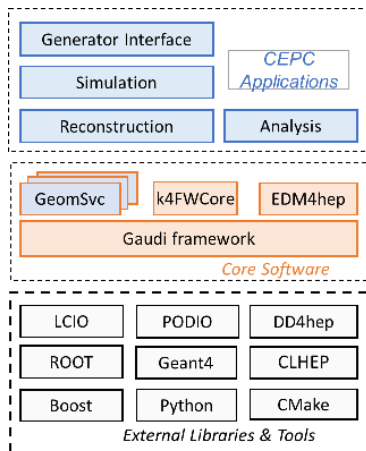 Generator Interface
CEPC
Applications
Simulation
Reconstruction
Analysis
GeomSvc
k4FWCore
EDM4hep
Gaudi framework
Core Software
LCIO
PODIO
DD4hep
ROOT
Geant4
CLHEP
Boost
Python
CMake
External Libraries & Tools